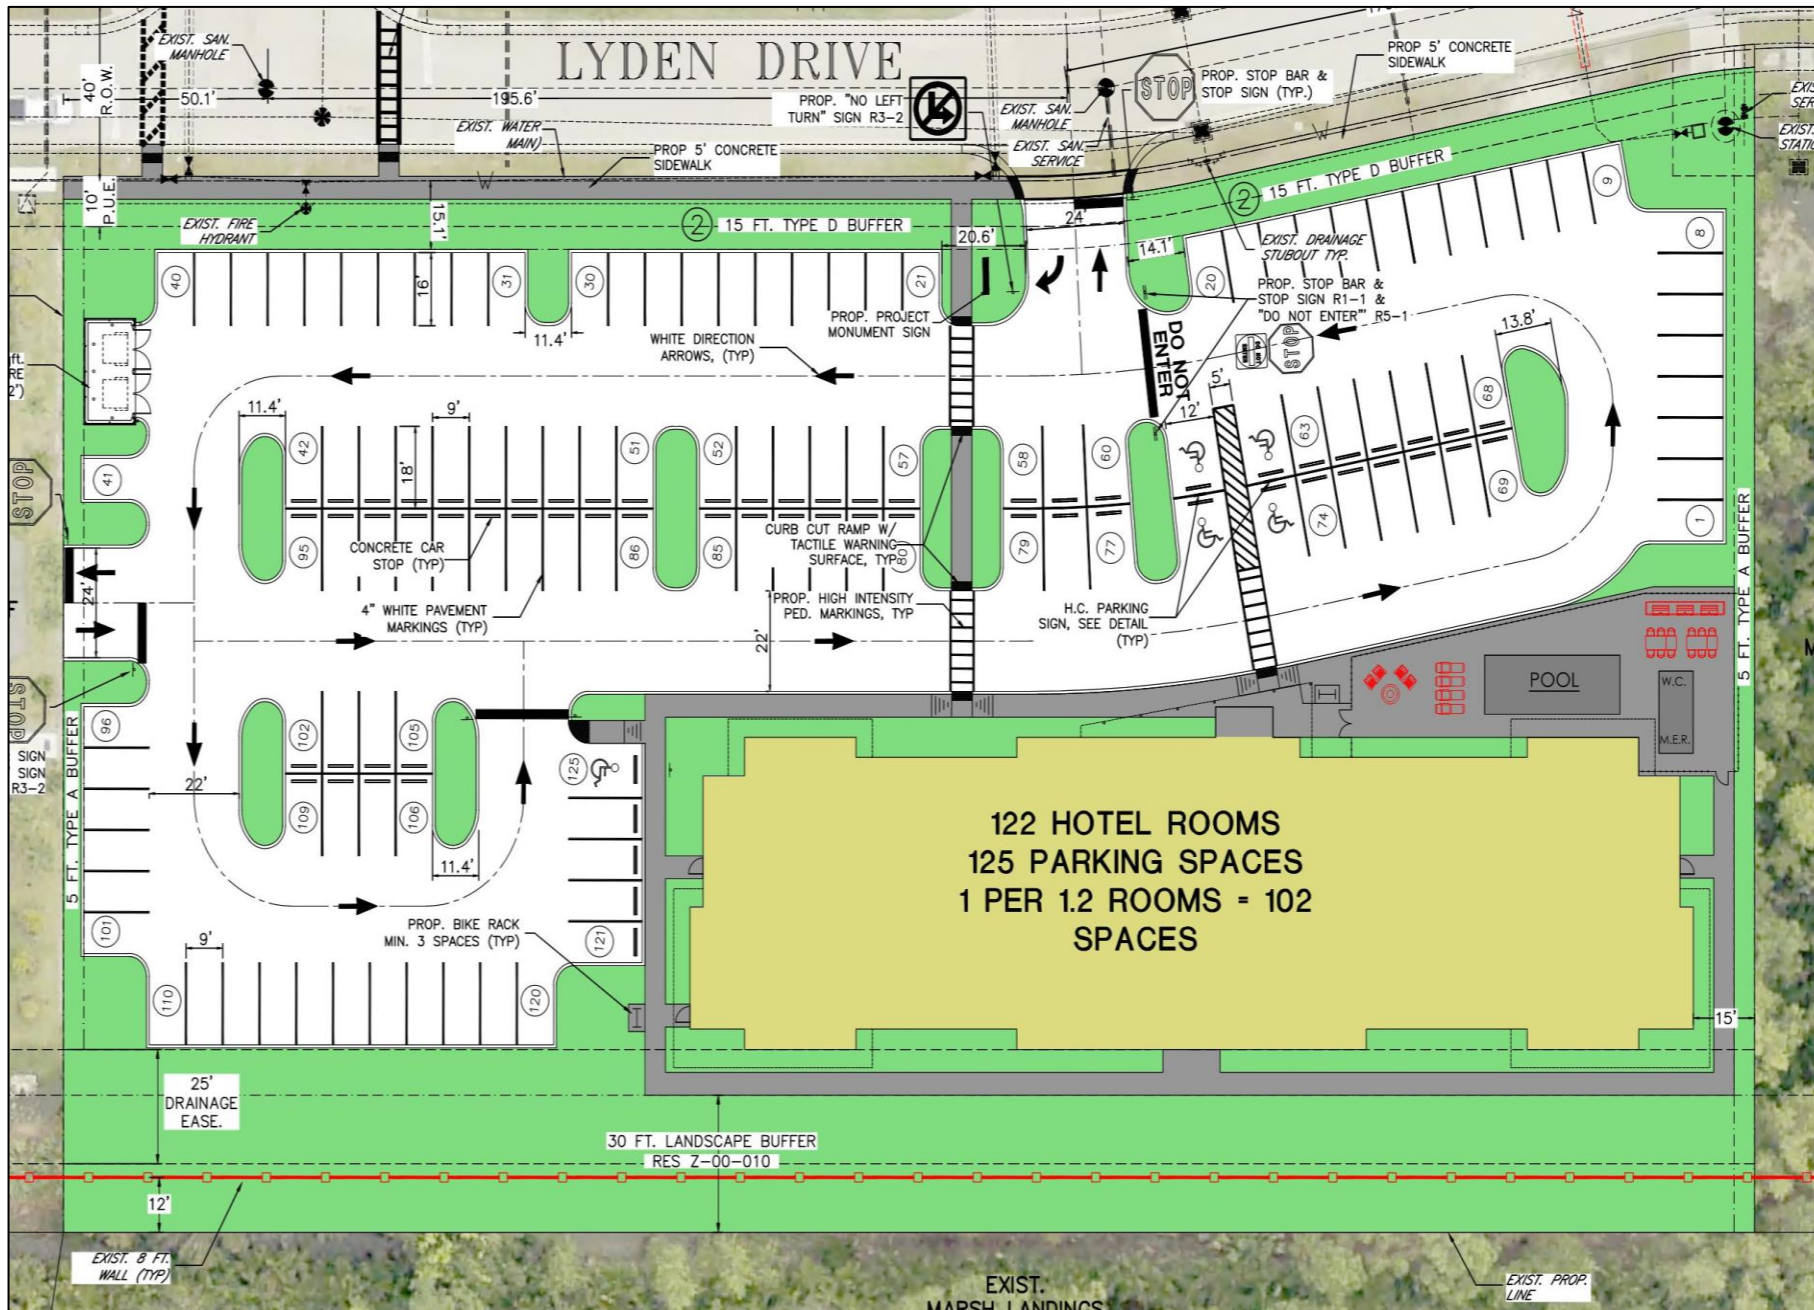 LYDEN DRIVE
EXIST. SAN.
MANHOLE
40'
R.O.W.
50.1'
195.6'
PROP. "NO LEFT
TURN" SIGN R3-2
EXIST. SAN.
MANHOLE
EXIST. SAN.
SERVICE
STOP
PROP. STOP BAR &
STOP SIGN (TYP.)
PROP 5' CONCRETE
SIDEWALK
EXIST. WATER
MAIN)
PROP 5' CONCRETE
SIDEWALK
W
W
W
10'
P.U.E.
EXIST. FIRE
HYDRANT
15.1'
2
15 FT. TYPE D BUFFER
2
15 FT. TYPE D BUFFER
20.6'
24'
14.1'
EXIST. DRAINAGE
STUBOUT TYP.
PROP. STOP BAR &
STOP SIGN R1-1 &
"DO NOT ENTER'" R5-1
40
31
30
21
20
9
8
16'
11.4'
WHITE DIRECTION
ARROWS, (TYP)
PROP. PROJECT
MONUMENT SIGN
DO NOT
ENTER
STOP
13.8'
5'
12'
11.4'
9'
18'
41
42
51
52
57
58
60
63
68
STOP
95
86
85
80
79
77
74
69
1
CONCRETE CAR
STOP (TYP)
CURB CUT RAMP W/
TACTILE WARNING
SURFACE, TYP
4" WHITE PAVEMENT
MARKINGS (TYP)
PROP. HIGH INTENSITY
PED. MARKINGS, TYP
H.C. PARKING
SIGN, SEE DETAIL
(TYP)
24'
22'
5 FT. TYPE A BUFFER
STOP
SIGN
SIGN
R3-2
5 FT. TYPE A BUFFER
96
102
105
125
22'
109
106
11.4'
101
121
9'
110
120
PROP. BIKE RACK
MIN. 3 SPACES (TYP)
POOL
W.C.
M.E.R.
122 HOTEL ROOMS
125 PARKING SPACES
1 PER 1.2 ROOMS = 102
SPACES
15'
25'
DRAINAGE
EASE.
30 FT. LANDSCAPE BUFFER
RES Z-00-010
12'
EXIST. 8 FT.
WALL (TYP)
EXIST.
MARSH LANDINGS
EXIST. PROP.
LINE